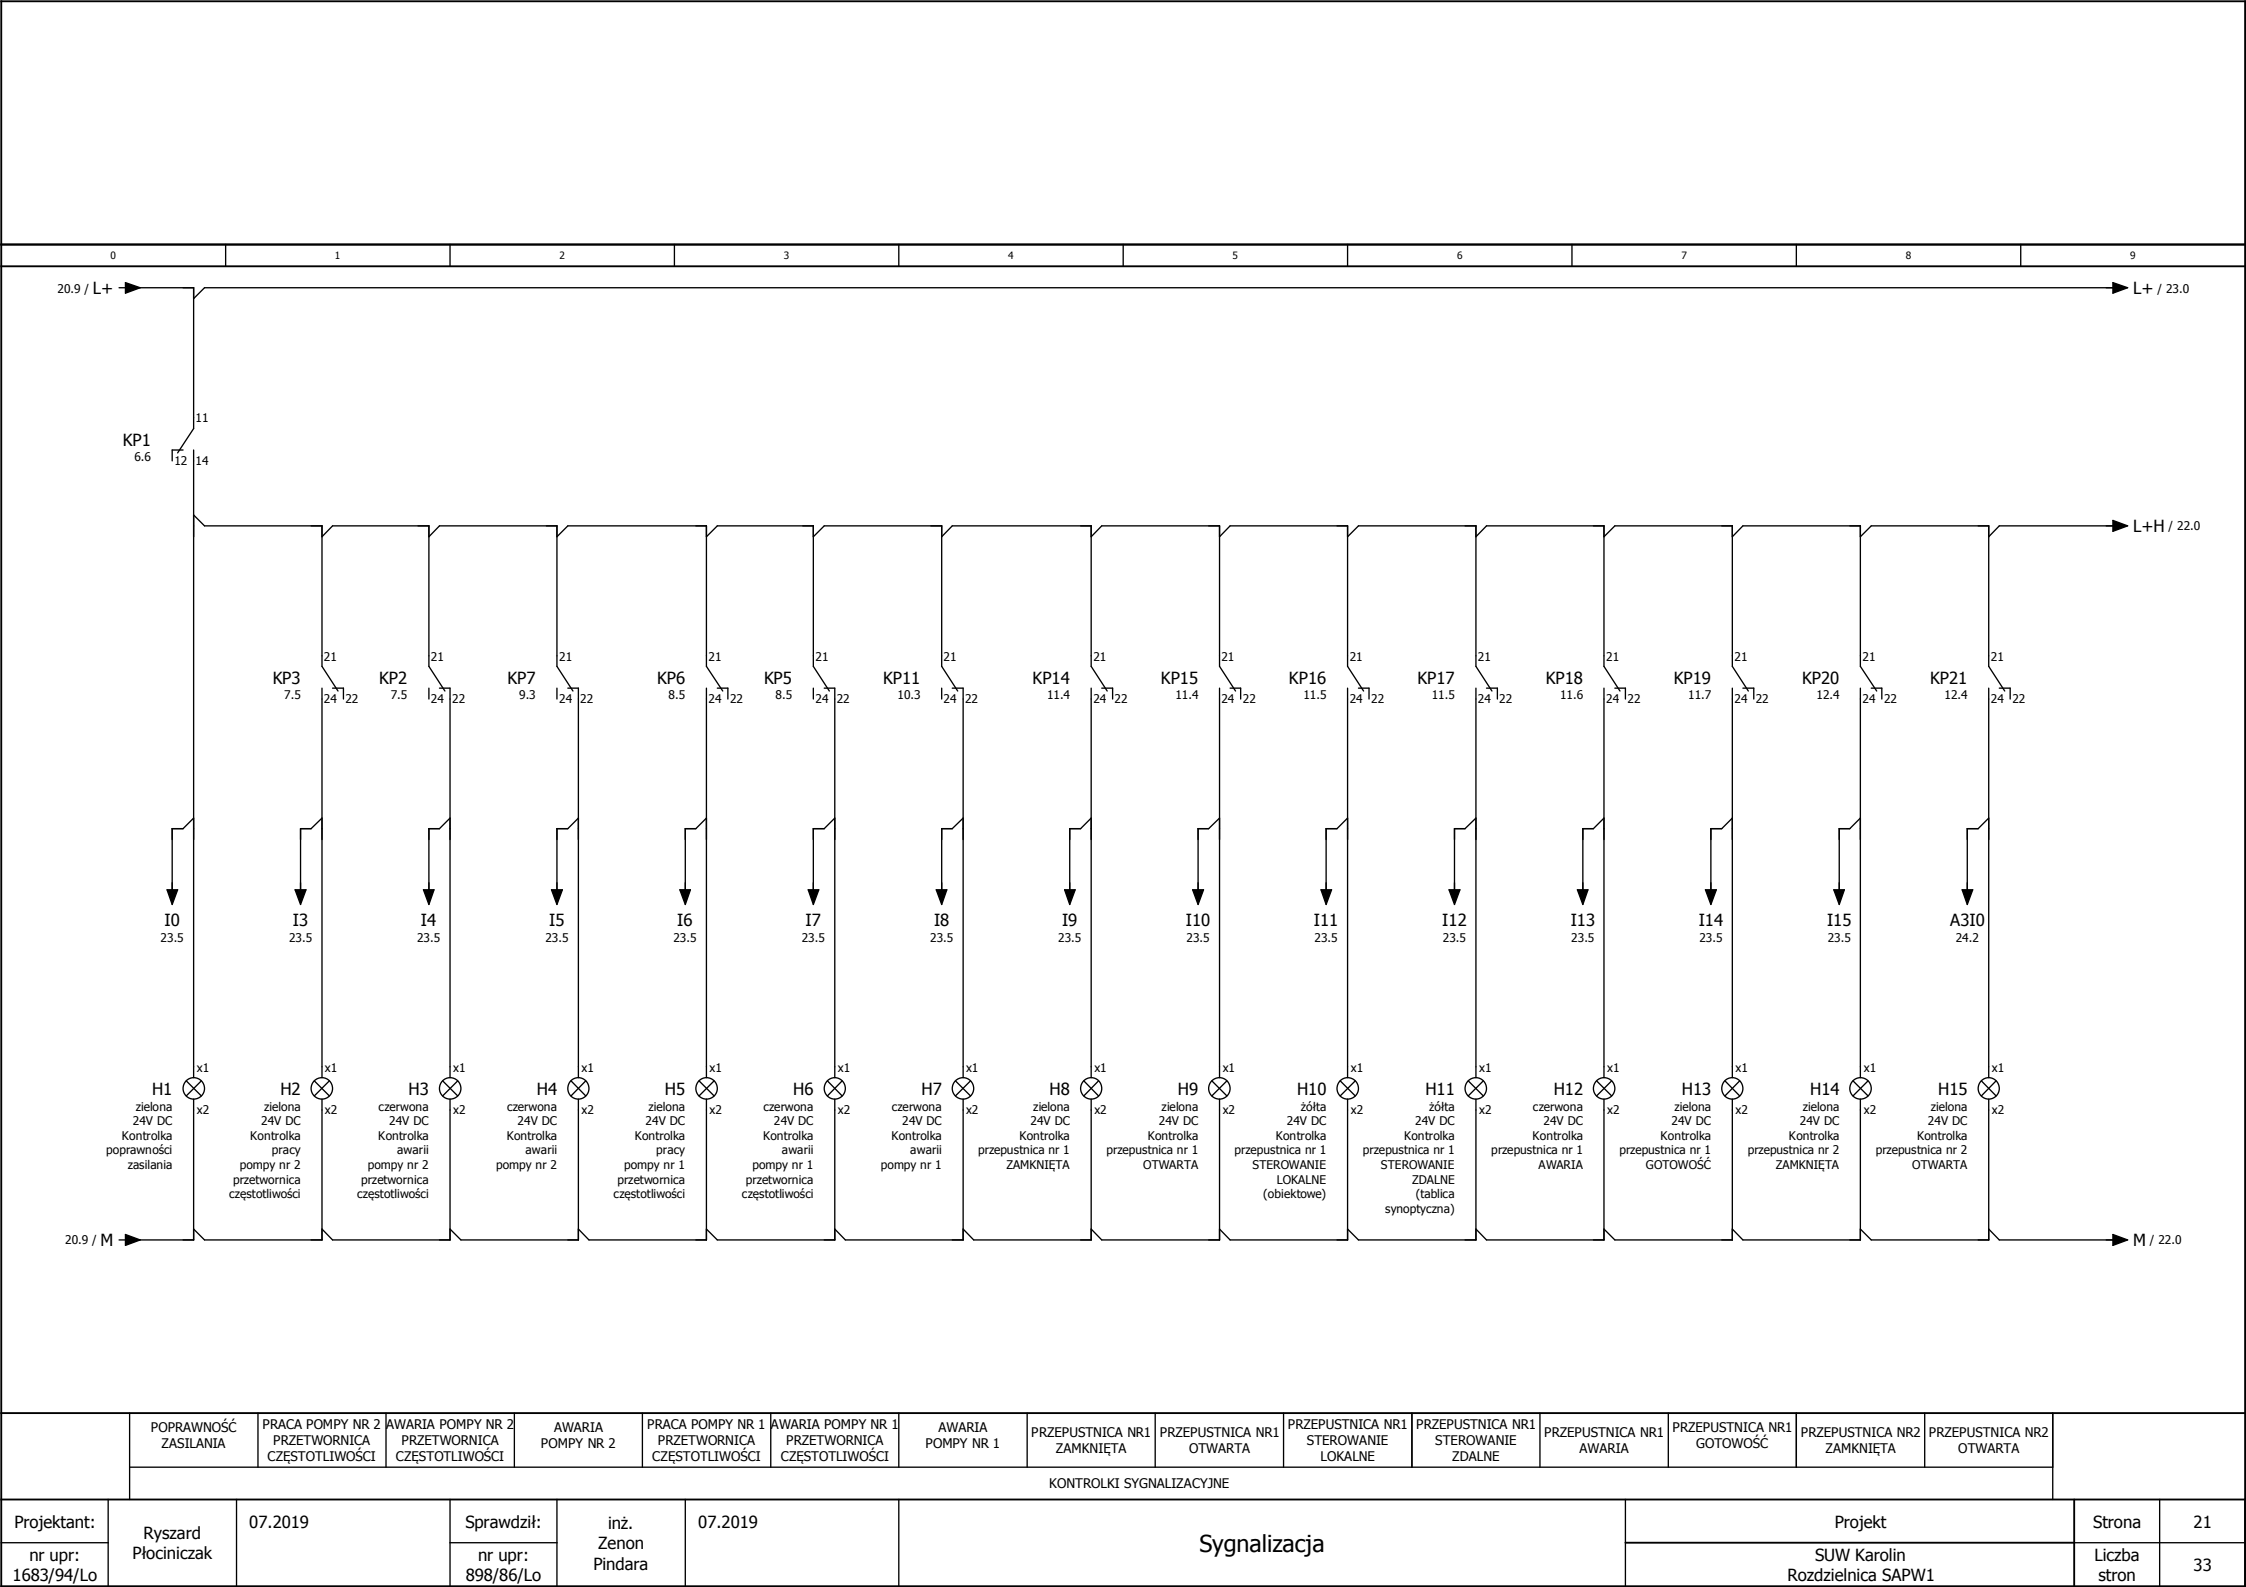 0 1 2 3 4 5 6 7 8 9
20.9 / L+
L+ / 23.0
11
KP1
6.6
12 14
L+H / 22.0
21 21 21 21 21 21 21 21 21 21 21 21 21 21
KP3 KP2 KP7 KP6 KP5 KP11 KP14 KP15 KP16 KP17 KP18 KP19 KP20 KP21
7.5 7.5 9.3 8.5 8.5 10.3 11.4 11.4 11.5 11.5 11.6 11.7 12.4 12.4
24 22 24 22 24 22 24 22 24 22 24 22 24 22 24 22 24 22 24 22 24 22 24 22 24 22 24 22
I0 I3 I4 I5 I6 I7 I8 I9 I10 I11 I12 I13 I14 I15 A3I0
23.5 23.5 23.5 23.5 23.5 23.5 23.5 23.5 23.5 23.5 23.5 23.5 23.5 23.5 24.2
x1 x1 x1 x1 x1 x1 x1 x1 x1 x1 x1 x1 x1 x1 x1
x2 x2 x2 x2 x2 x2 x2 x2 x2 x2 x2 x2 x2 x2 x2
H1
zielona
24V DC
Kontrolka
poprawności
zasilania
H2
zielona
24V DC
Kontrolka
pracy
pompy nr 2
przetwornica
częstotliwości
H3
czerwona
24V DC
Kontrolka
awarii
pompy nr 2
przetwornica
częstotliwości
H4
czerwona
24V DC
Kontrolka
awarii
pompy nr 2
H5
zielona
24V DC
Kontrolka
pracy
pompy nr 1
przetwornica
częstotliwości
H6
czerwona
24V DC
Kontrolka
awarii
pompy nr 1
przetwornica
częstotliwości
H7
czerwona
24V DC
Kontrolka
awarii
pompy nr 1
H8
zielona
24V DC
Kontrolka
przepustnica nr 1
ZAMKNIĘTA
H9
zielona
24V DC
Kontrolka
przepustnica nr 1
OTWARTA
H10
żółta
24V DC
Kontrolka
przepustnica nr 1
STEROWANIE
LOKALNE
(obiektowe)
H11
żółta
24V DC
Kontrolka
przepustnica nr 1
STEROWANIE
ZDALNE
(tablica
synoptyczna)
H12
czerwona
24V DC
Kontrolka
przepustnica nr 1
AWARIA
H13
zielona
24V DC
Kontrolka
przepustnica nr 1
GOTOWOŚĆ
H14
zielona
24V DC
Kontrolka
przepustnica nr 2
ZAMKNIĘTA
H15
zielona
24V DC
Kontrolka
przepustnica nr 2
OTWARTA
20.9 / M
M / 22.0
POPRAWNOŚĆ
ZASILANIA
PRACA POMPY NR 2
PRZETWORNICA
CZĘSTOTLIWOŚCI
AWARIA POMPY NR 2
PRZETWORNICA
CZĘSTOTLIWOŚCI
AWARIA
POMPY NR 2
PRACA POMPY NR 1
PRZETWORNICA
CZĘSTOTLIWOŚCI
AWARIA POMPY NR 1
PRZETWORNICA
CZĘSTOTLIWOŚCI
AWARIA
POMPY NR 1
PRZEPUSTNICA NR1
ZAMKNIĘTA
PRZEPUSTNICA NR1
OTWARTA
PRZEPUSTNICA NR1
STEROWANIE
LOKALNE
PRZEPUSTNICA NR1
STEROWANIE
ZDALNE
PRZEPUSTNICA NR1
AWARIA
PRZEPUSTNICA NR1
GOTOWOŚĆ
PRZEPUSTNICA NR2
ZAMKNIĘTA
PRZEPUSTNICA NR2
OTWARTA
KONTROLKI SYGNALIZACYJNE
Projektant:
nr upr:
1683/94/Lo
Ryszard
Płociniczak
07.2019
Sprawdził:
nr upr:
898/86/Lo
inż.
Zenon
Pindara
07.2019
Sygnalizacja
Projekt
SUW Karolin
Rozdzielnica SAPW1
Strona
21
Liczba
stron
33